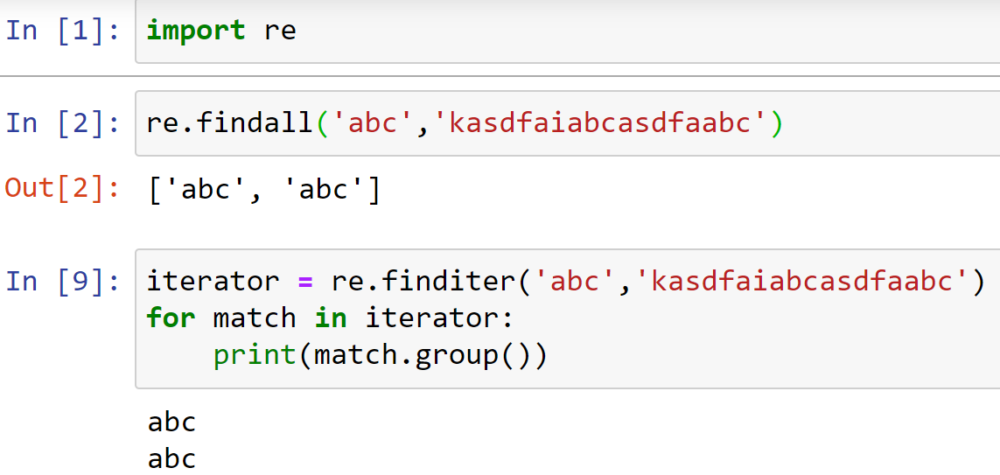 In [1]: import re
In [2]: re.findall('abc','kasdfaiabcasdfaabc')
Out[2]: ['abc', 'abc']
In [9]: iterator = re.finditer('abc','kasdfaiabcasdfaabc')
for match in iterator:
    print(match.group())
abc
abc